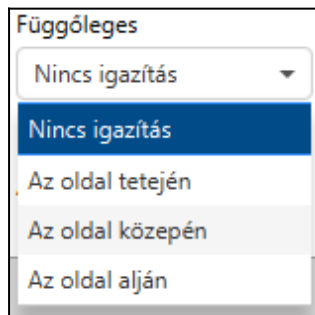 Függőleges
Nincs igazítás
Nincs igazítás
Az oldal tetején
Az oldal közepén
Az oldal alján